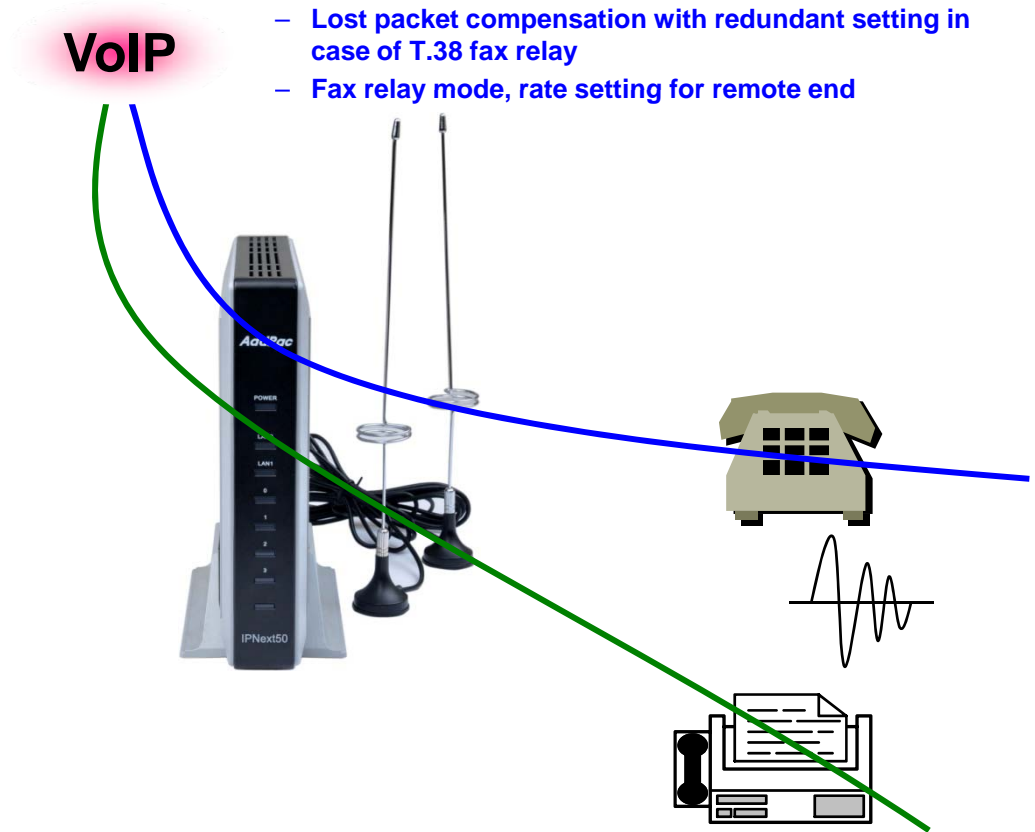 VoIP
– Lost packet compensation with redundant setting in
case of T.38 fax relay
– Fax relay mode, rate setting for remote end
AddPac
POWER
LAN1
0
1
2
3
IPNext50